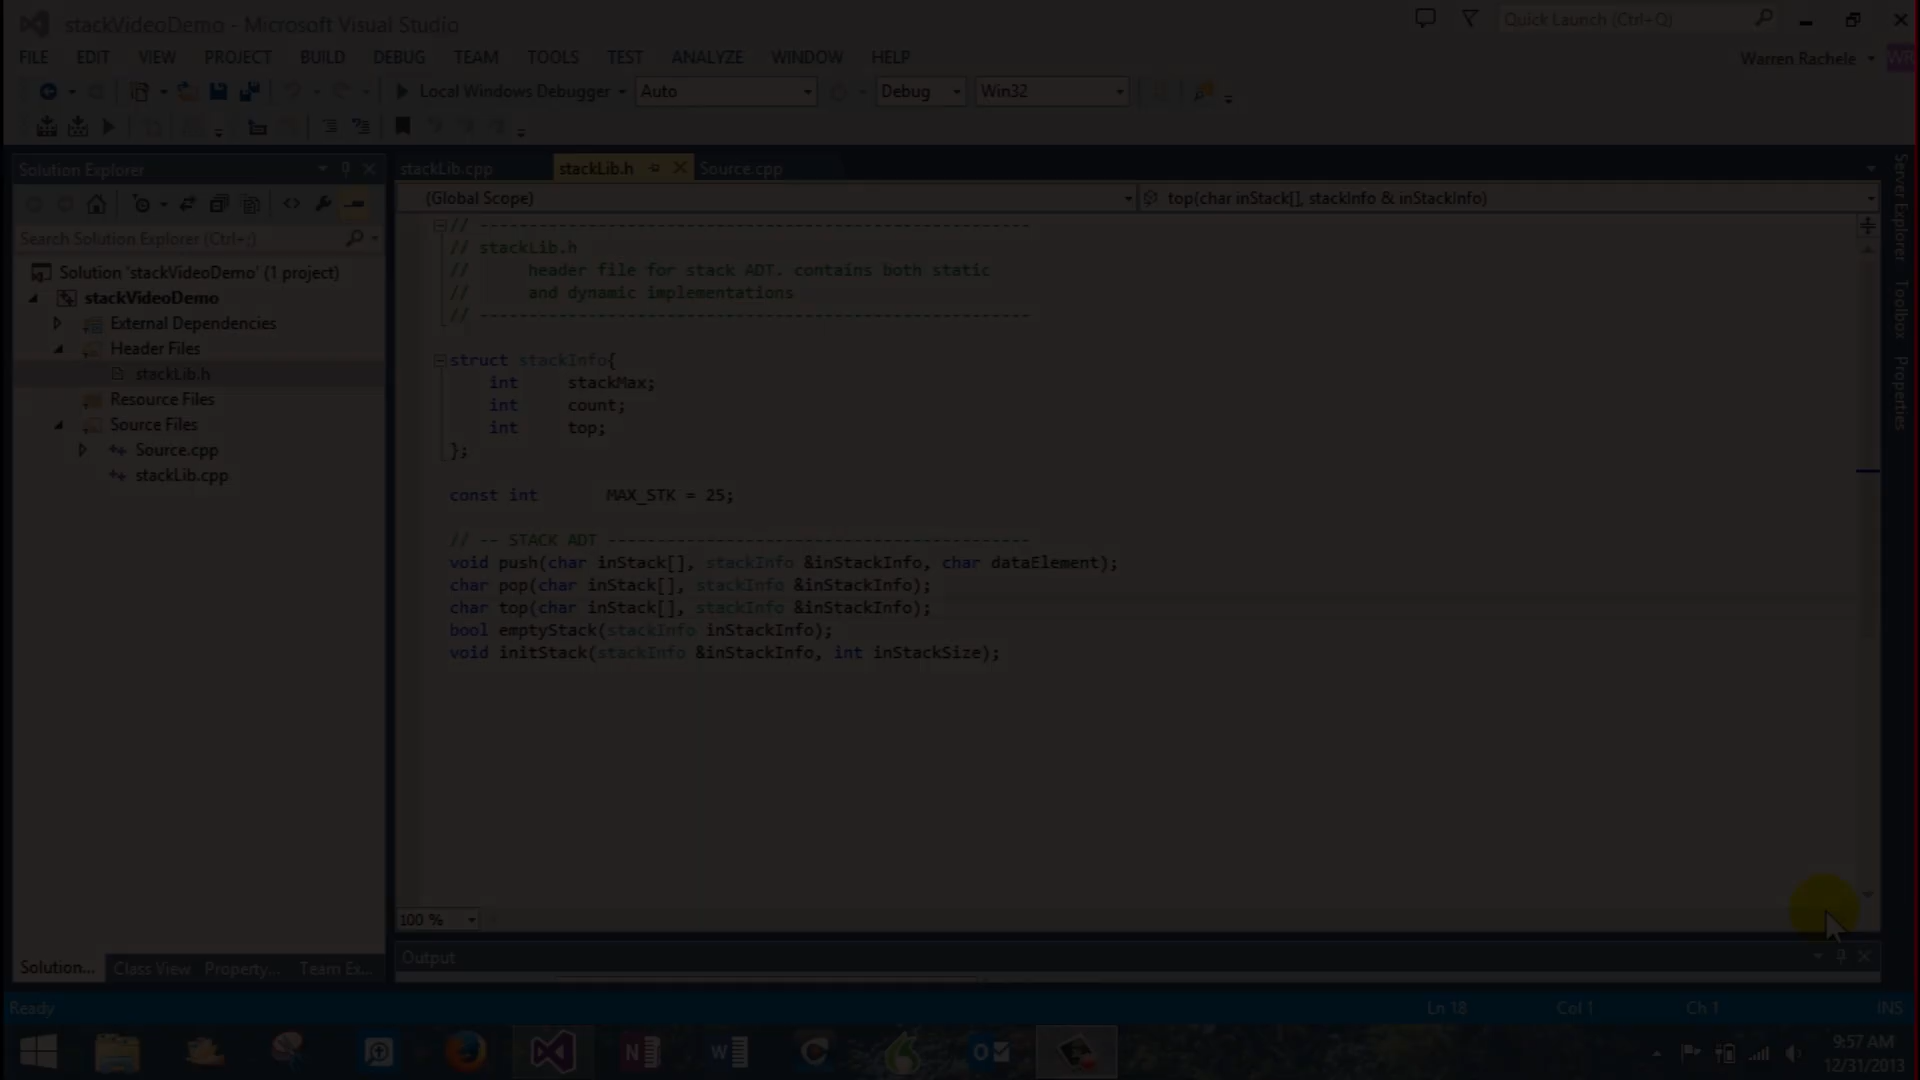 stackVideoDemo - Microsoft Visual Studio
Quick Launch (Ctrl+Q)
FILE EDIT VIEW PROJECT BUILD DEBUG TEAM TOOLS TEST ANALYZE WINDOW HELP
Warren Rachele
WR
Local Windows Debugger Auto Debug Win32
Solution Explorer
stackLib.cpp stackLib.h Source.cpp
(Global Scope) top(char inStack[], stackInfo & inStackInfo)
Search Solution Explorer (Ctrl+;)
Solution 'stackVideoDemo' (1 project)
stackVideoDemo
External Dependencies
Header Files
stackLib.h
Resource Files
Source Files
Source.cpp
stackLib.cpp
// --------------------------------------------------------
// stackLib.h
// header file for stack ADT. contains both static
// and dynamic implementations
// --------------------------------------------------------
struct stackInfo{
int stackMax;
int count;
int top;
};
const int MAX_STK = 25;
// -- STACK ADT -------------------------------------------
void push(char inStack[], stackInfo &inStackInfo, char dataElement);
char pop(char inStack[], stackInfo &inStackInfo);
char top(char inStack[], stackInfo &inStackInfo);
bool emptyStack(stackInfo inStackInfo);
void initStack(stackInfo &inStackInfo, int inStackSize);
Server Explorer
Toolbox
Properties
100 %
Output
Solution... Class View Property... Team Ex...
Ready Ln 18 Col 1 Ch 1 INS
9:57 AM
12/31/2013